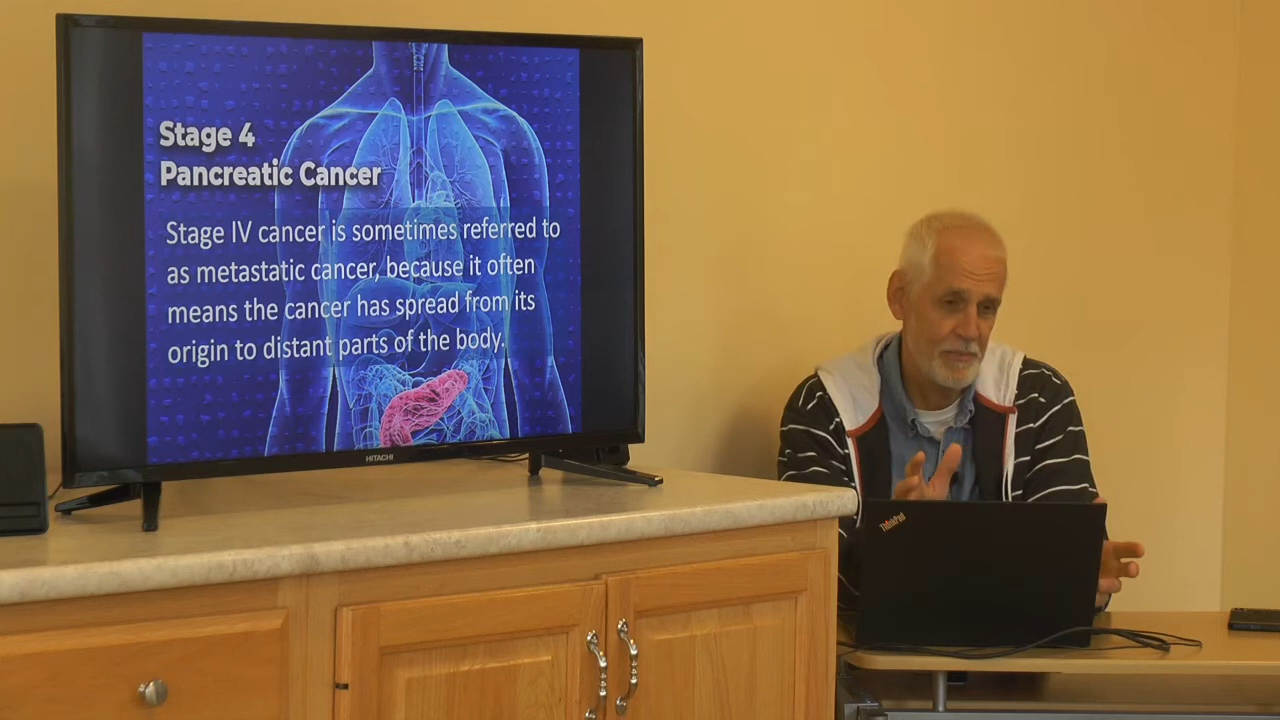 Stage 4
Pancreatic Cancer
Stage IV cancer is sometimes referred to
as metastatic cancer, because it often
means the cancer has spread from its
origin to distant parts of the body.
HITACHI
ThinkPad